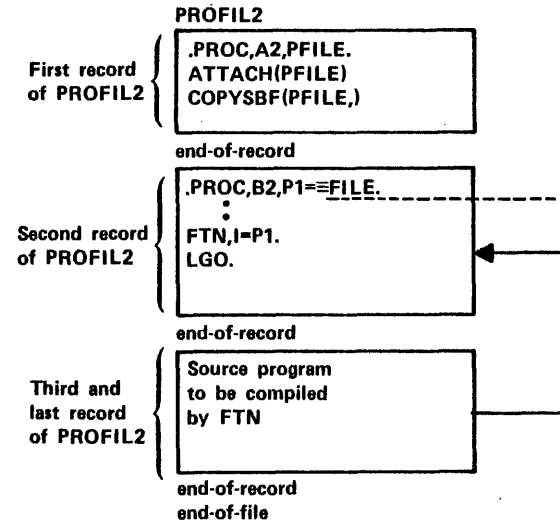 PROFIL2
First record
of PROFIL2
.PROC,A2,PFILE.
ATTACH(PFILE)
COPYSBF(PFILE,)
end-of-record
Second record
of PROFIL2
.PROC,B2,P1=≡FILE.
FTN,I=P1.
LGO.
end-of-record
Third and
last record
of PROFIL2
Source program
to be compiled
by FTN
end-of-record
end-of-file